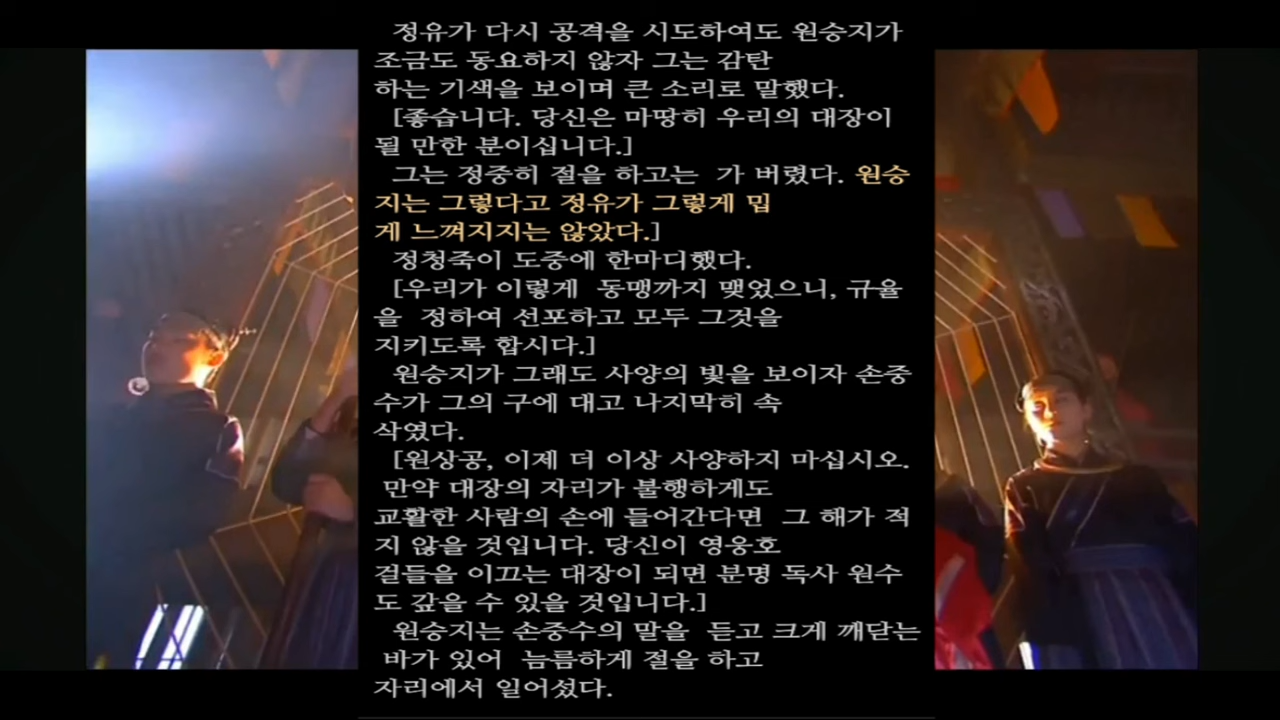 정유가 다시 공격을 시도하여도 원승지가
조금도 동요하지 않자 그는 감탄
하는 기색을 보이며 큰 소리로 말했다.
[좋습니다. 당신은 마땅히 우리의 대장이
될 만한 분이십니다.]
그는 정중히 절을 하고는 가 버렸다. 원승
지는 그렇다고 정유가 그렇게 밉
게 느껴지지는 않았다.]
정청죽이 도중에 한마디했다.
[우리가 이렇게 동맹까지 맺었으니, 규율
을 정하여 선포하고 모두 그것을
지키도록 합시다.]
원승지가 그래도 사양의 빛을 보이자 손중
수가 그의 구에 대고 나지막히 속
삭였다.
[원상공, 이제 더 이상 사양하지 마십시오.
만약 대장의 자리가 불행하게도
교활한 사람의 손에 들어간다면 그 해가 적
지 않을 것입니다. 당신이 영웅호
걸들을 이끄는 대장이 되면 분명 독사 원수
도 갚을 수 있을 것입니다.]
원승지는 손중수의 말을 듣고 크게 깨닫는
바가 있어 늠름하게 절을 하고
자리에서 일어섰다.